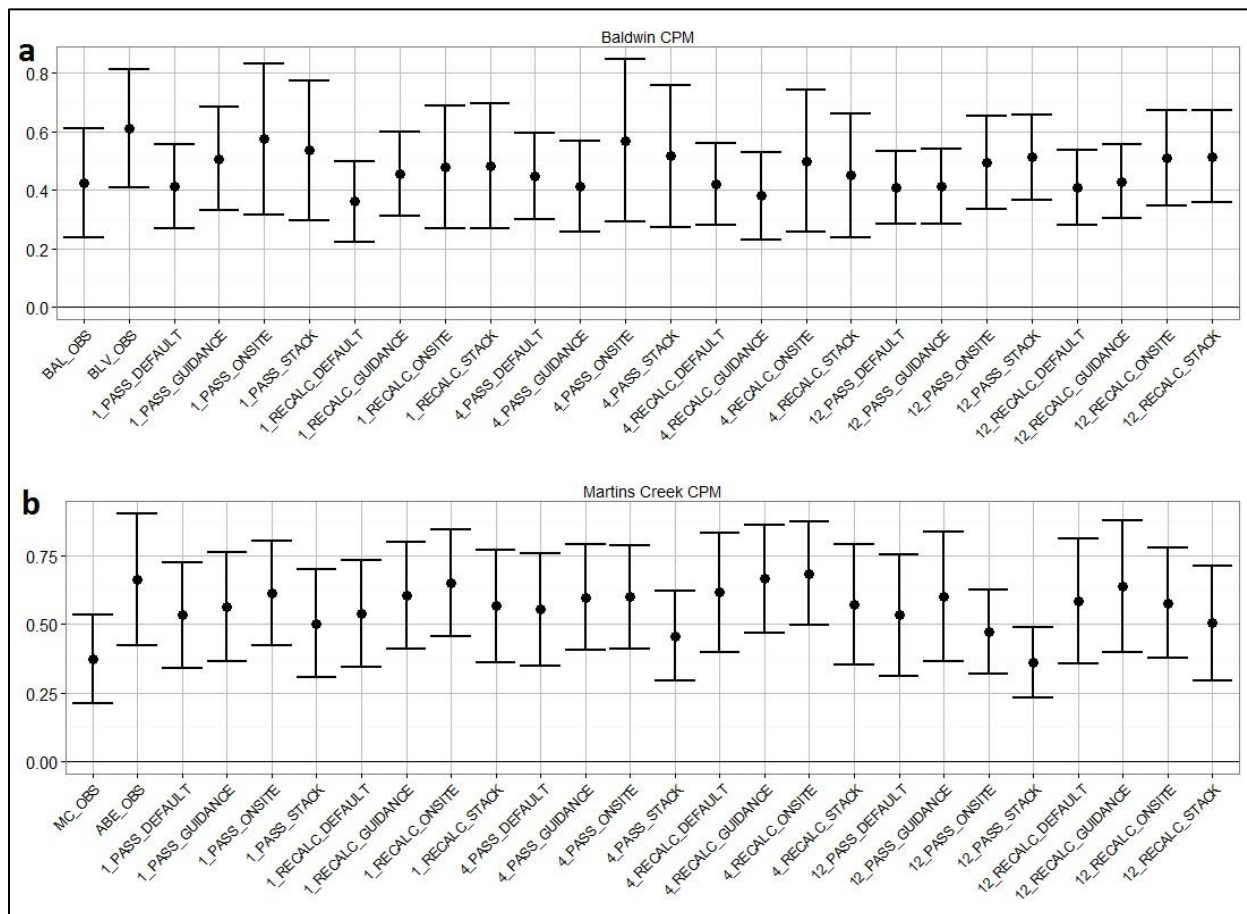 a
Baldwin CPM
0.8
0.6
0.4
0.2
0.0
BAL_OBS
BLV_OBS
1_PASS_DEFAULT
1_PASS_GUIDANCE
1_PASS_ONSITE
1_PASS_STACK
1_RECALC_DEFAULT
1_RECALC_GUIDANCE
1_RECALC_ONSITE
1_RECALC_STACK
4_PASS_DEFAULT
4_PASS_GUIDANCE
4_PASS_ONSITE
4_PASS_STACK
4_RECALC_DEFAULT
4_RECALC_GUIDANCE
4_RECALC_ONSITE
4_RECALC_STACK
12_PASS_DEFAULT
12_PASS_GUIDANCE
12_PASS_ONSITE
12_PASS_STACK
12_RECALC_DEFAULT
12_RECALC_GUIDANCE
12_RECALC_ONSITE
12_RECALC_STACK
b
Martins Creek CPM
0.75
0.50
0.25
0.00
MC_OBS
ABE_OBS
1_PASS_DEFAULT
1_PASS_GUIDANCE
1_PASS_ONSITE
1_PASS_STACK
1_RECALC_DEFAULT
1_RECALC_GUIDANCE
1_RECALC_ONSITE
1_RECALC_STACK
4_PASS_DEFAULT
4_PASS_GUIDANCE
4_PASS_ONSITE
4_PASS_STACK
4_RECALC_DEFAULT
4_RECALC_GUIDANCE
4_RECALC_ONSITE
4_RECALC_STACK
12_PASS_DEFAULT
12_PASS_GUIDANCE
12_PASS_ONSITE
12_PASS_STACK
12_RECALC_DEFAULT
12_RECALC_GUIDANCE
12_RECALC_ONSITE
12_RECALC_STACK